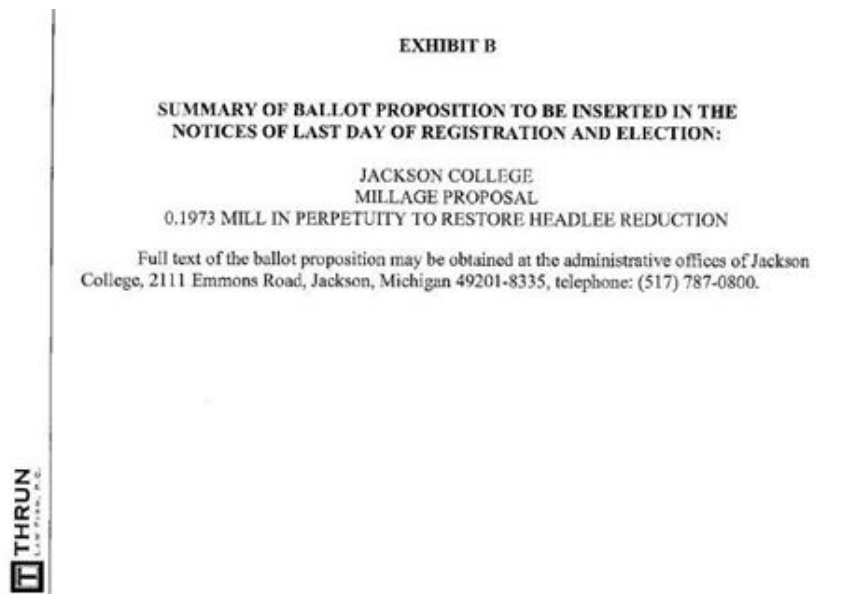 EXHIBIT B
SUMMARY OF BALLOT PROPOSITION TO BE INSERTED IN THE
NOTICES OF LAST DAY OF REGISTRATION AND ELECTION:
JACKSON COLLEGE
MILLAGE PROPOSAL
0.1973 MILL IN PERPETUITY TO RESTORE HEADLEE REDUCTION
Full text of the ballot proposition may be obtained at the administrative offices of Jackson
College, 2111 Emmons Road, Jackson, Michigan 49201-8335, telephone: (517) 787-0800.
T THRUN
LAW FIRM, P.C.